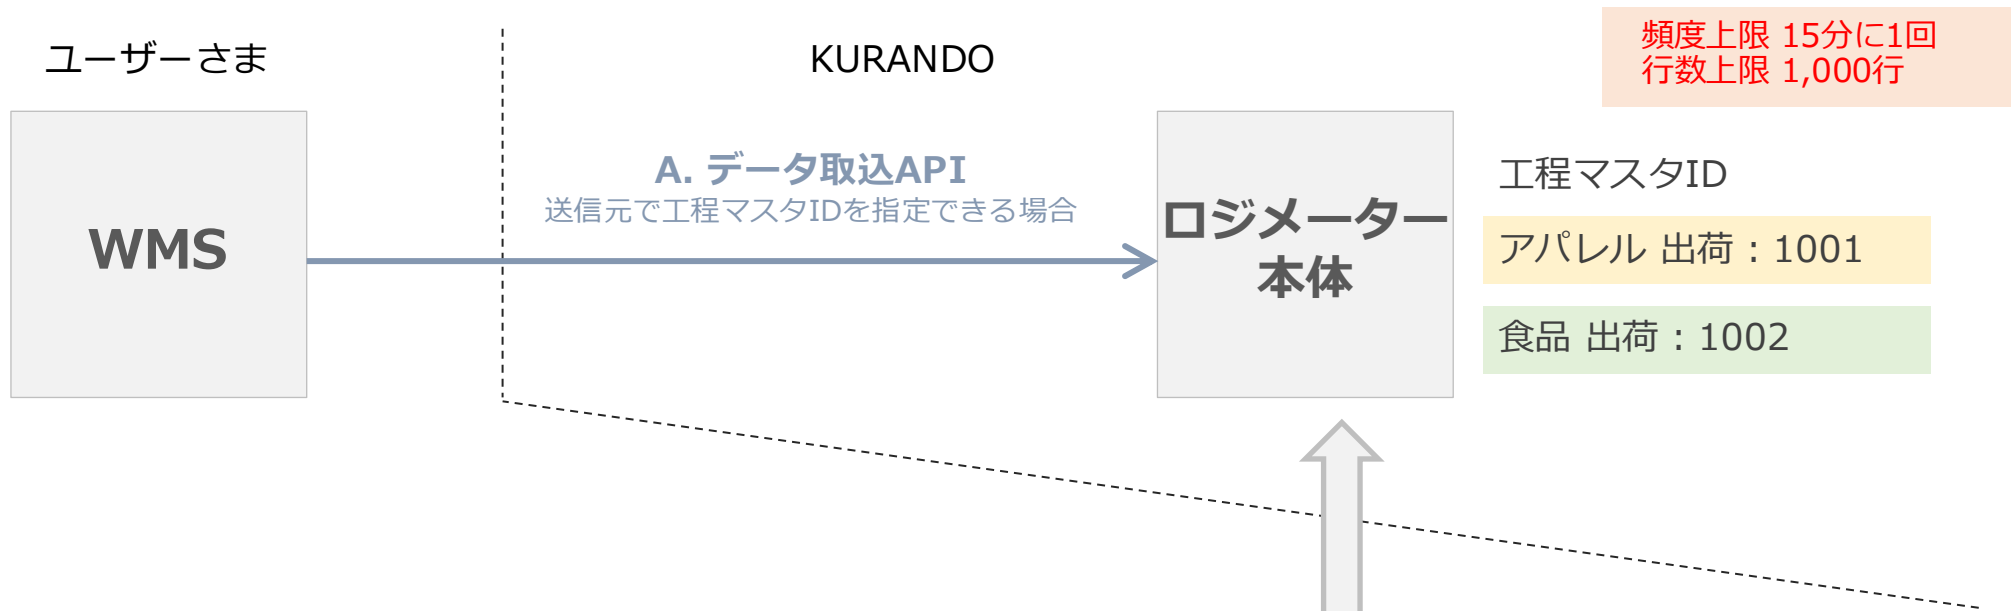 ユーザーさま
KURANDO
頻度上限 15分に1回
行数上限 1,000行
WMS
A. データ取込API
送信元で工程マスタIDを指定できる場合
ロジメーター
本体
工程マスタID
アパレル 出荷：1001
食品 出荷：1002